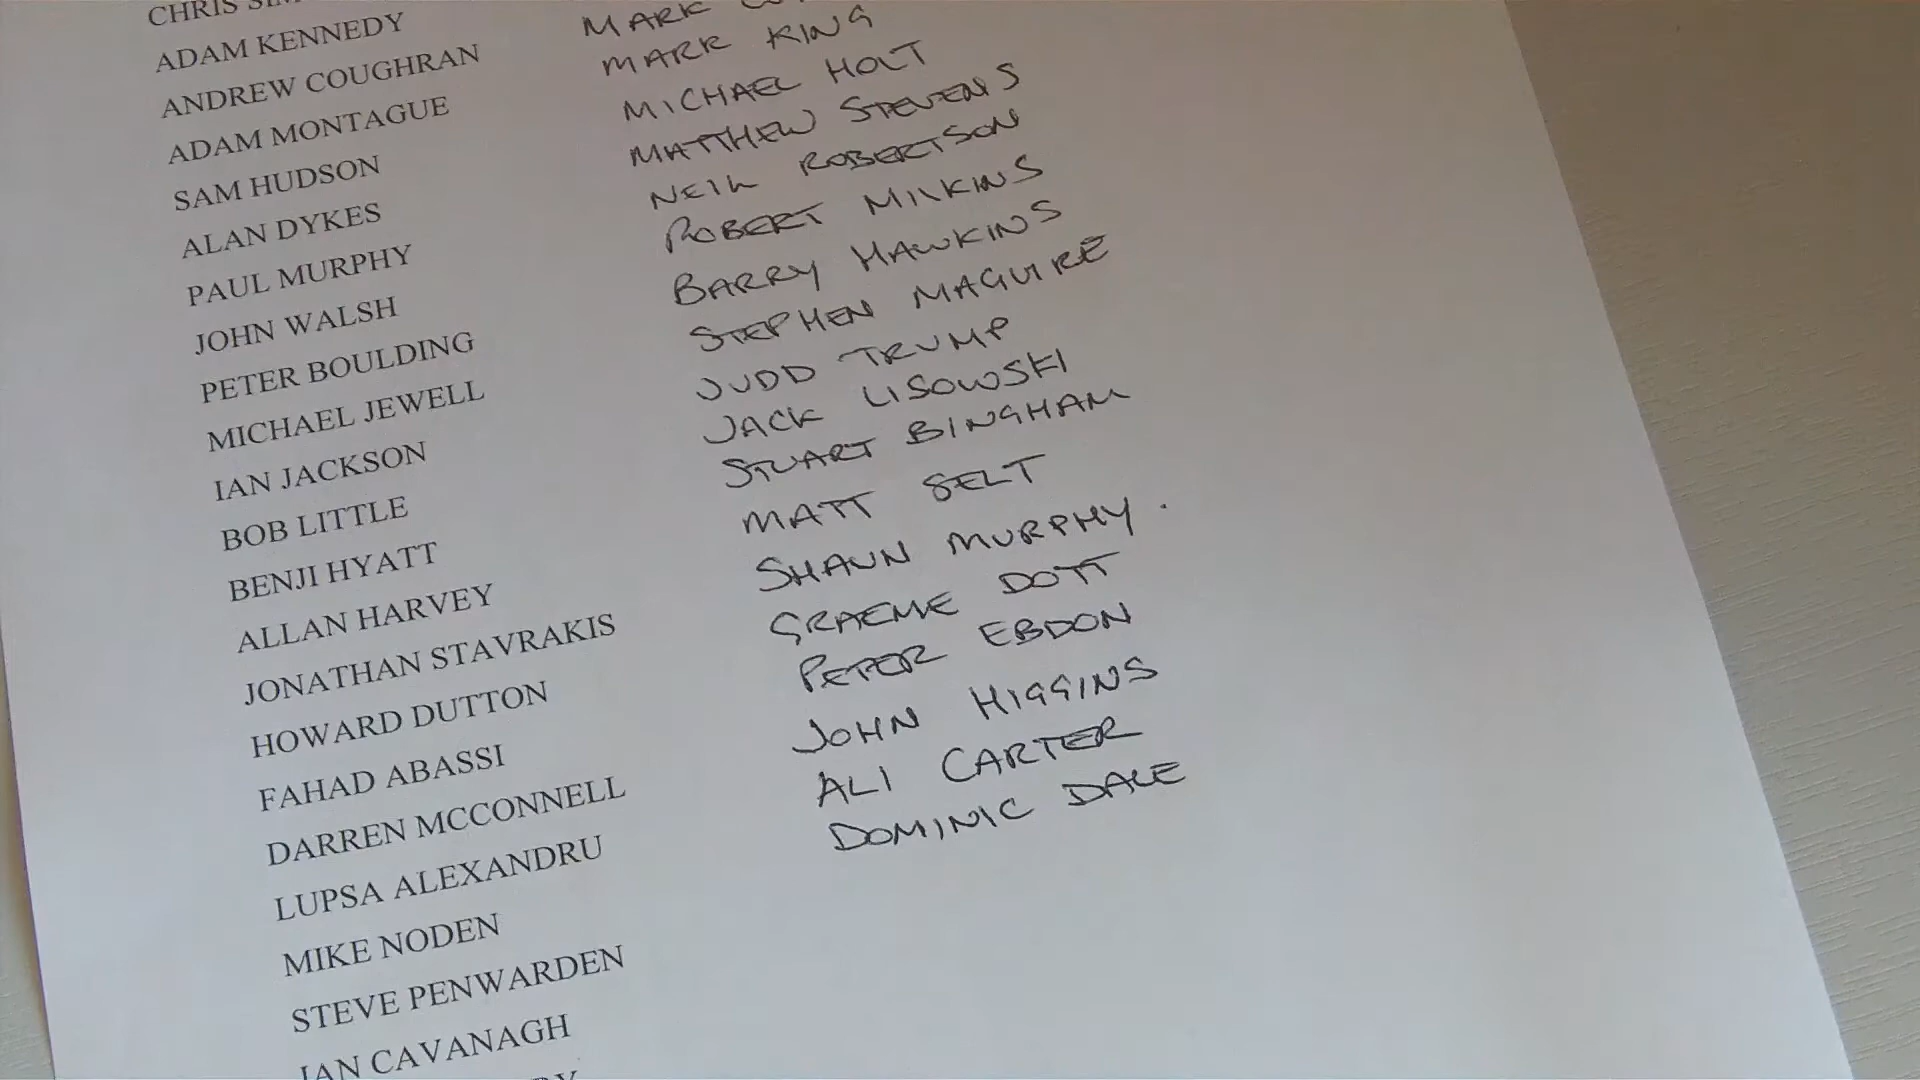 CHRIS
ADAM KENNEDY
ANDREW COUGHRAN
ADAM MONTAGUE
SAM HUDSON
ALAN DYKES
PAUL MURPHY
JOHN WALSH
PETER BOULDING
MICHAEL JEWELL
IAN JACKSON
BOB LITTLE
BENJI HYATT
ALLAN HARVEY
JONATHAN STAVRAKIS
HOWARD DUTTON
FAHAD ABASSI
DARREN MCCONNELL
LUPSA ALEXANDRU
MIKE NODEN
STEVE PENWARDEN
IAN CAVANAGH
MARK
MARK KING
MICHAEL HOLT
MATTHEW STEVENS
NEIL ROBERTSON
ROBERT MILKINS
BARRY HAWKINS
STEPHEN MAGUIRE
JUDD TRUMP
JACK LISOWSKI
STUART BINGHAM
MATT SELT
SHAUN MURPHY.
GRAEME DOTT
PETER EBDON
JOHN HIGGINS
ALI CARTER
DOMINIC DALE